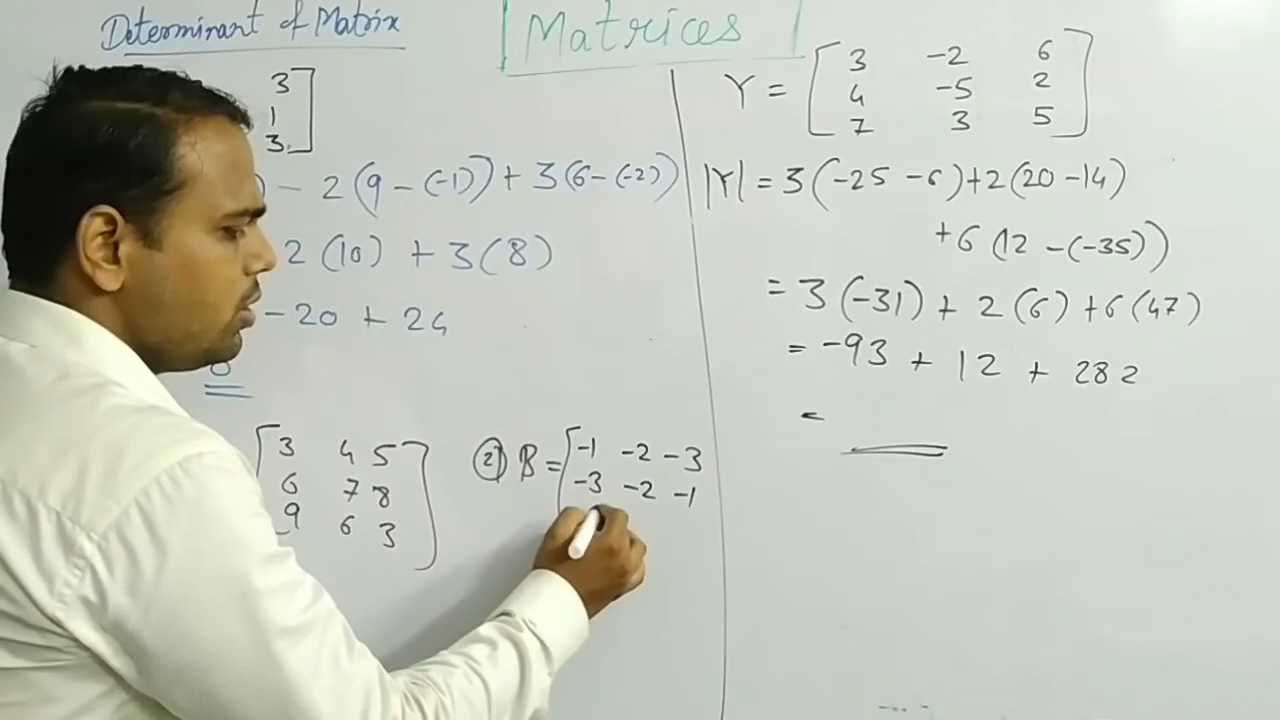 Determinant of Matrix
Matrices
3
1
3
) - 2(9 - (-1)) + 3(6 - (-2))
2(10) + 3(8)
- 20 + 24
3 4 5
6 7 8
9 6 3
② B = [-1 -2 -3
-3 -2 -1
Y = [3 -2 6
4 -5 2
7 3 5]
|Y| = 3(-25 - 6) + 2(20 - 14)
+ 6(12 - (-35))
= 3(-31) + 2(6) + 6(47)
= -93 + 12 + 282
=